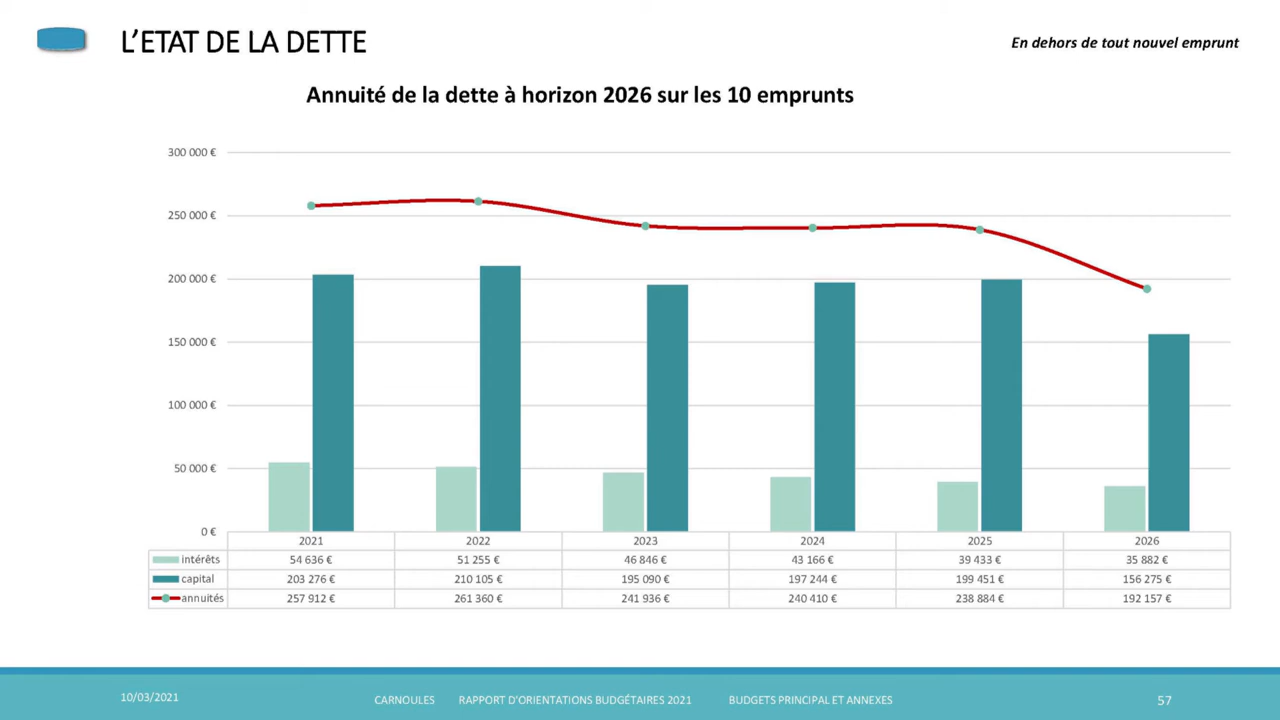 L'ETAT DE LA DETTE
En dehors de tout nouvel emprunt
Annuité de la dette à horizon 2026 sur les 10 emprunts
300 000 €
250 000 €
200 000 €
150 000 €
100 000 €
50 000 €
0 €
2021 2022 2023 2024 2025 2026
intérêts 54 636 € 51 255 € 46 846 € 43 166 € 39 433 € 35 882 €
capital 203 276 € 210 105 € 195 090 € 197 244 € 199 451 € 156 275 €
annuités 257 912 € 261 360 € 241 936 € 240 410 € 238 884 € 192 157 €
10/03/2021 CARNOULES RAPPORT D'ORIENTATIONS BUDGÉTAIRES 2021 BUDGETS PRINCIPAL ET ANNEXES 57